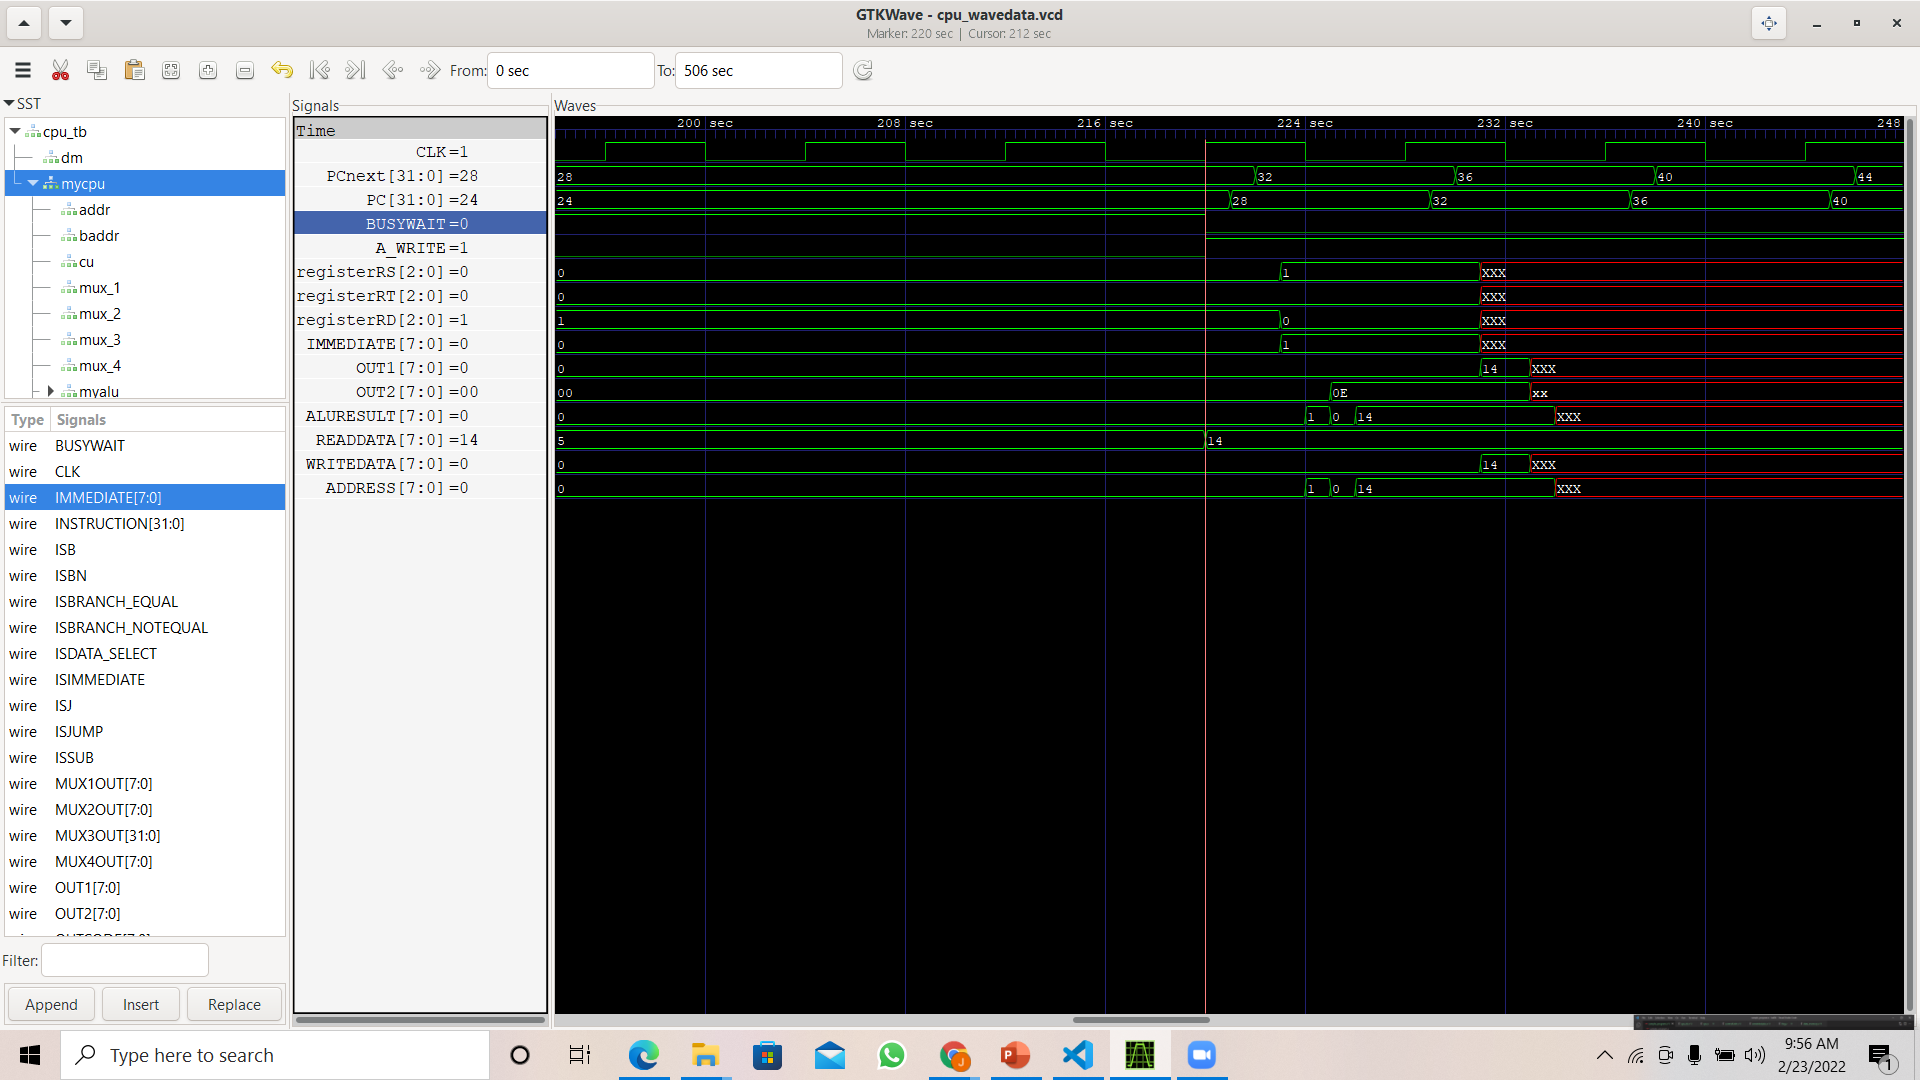 GTKWave - cpu_wavedata.vcd
Marker: 220 sec | Cursor: 212 sec
From: 0 sec To: 506 sec
SST
cpu_tb
dm
mycpu
addr
baddr
cu
mux_1
mux_2
mux_3
mux_4
myalu
Type Signals
wire BUSYWAIT
wire CLK
wire IMMEDIATE[7:0]
wire INSTRUCTION[31:0]
wire ISB
wire ISBN
wire ISBRANCH_EQUAL
wire ISBRANCH_NOTEQUAL
wire ISDATA_SELECT
wire ISIMMEDIATE
wire ISJ
wire ISJUMP
wire ISSUB
wire MUX1OUT[7:0]
wire MUX2OUT[7:0]
wire MUX3OUT[31:0]
wire MUX4OUT[7:0]
wire OUT1[7:0]
wire OUT2[7:0]
Filter:
Append Insert Replace
Signals
Time
CLK=1
PCnext[31:0]=28
PC[31:0]=24
BUSYWAIT=0
A_WRITE=1
registerRS[2:0]=0
registerRT[2:0]=0
registerRD[2:0]=1
IMMEDIATE[7:0]=0
OUT1[7:0]=0
OUT2[7:0]=00
ALURESULT[7:0]=0
READDATA[7:0]=14
WRITEDATA[7:0]=0
ADDRESS[7:0]=0
Waves
200 sec 208 sec 216 sec 224 sec 232 sec 240 sec 248
28 32 36 40 44
24 28 32 36 40
0 1 XXX
0 XXX
1 0 XXX
0 1 XXX
0 14 XXX
00 0E xx
0 1 0 14 XXX
5 14
0 14 XXX
0 1 0 14 XXX
Type here to search
9:56 AM
2/23/2022
1